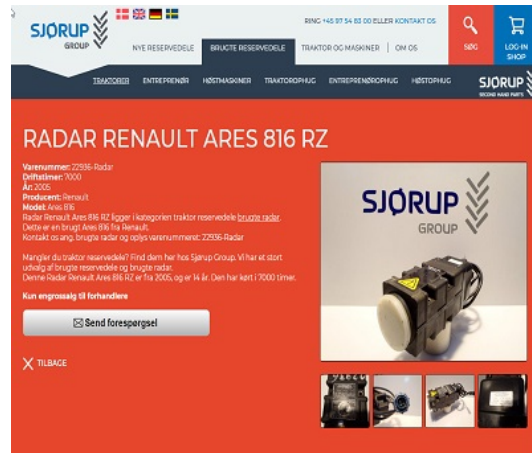 SJØRUP
GROUP
RING +45 97 54 83 00 ELLER KONTAKT OS
NYE RESERVEDELE
BRUGTE RESERVEDELE
TRAKTOR OG MASKINER
OM OS
SØG
LOG-IN
SHOP
TRAKTORER
ENTREPRENØR
HØSTMASKINER
TRAKTOROPHUG
ENTREPRENØROPHUG
HØSTOPHUG
SJØRUP
SECOND HAND PARTS
RADAR RENAULT ARES 816 RZ
Varenummer: 22936-Radar
Driftstimer: 7000
År: 2005
Producent: Renault
Model: Ares 816
Radar Renault Ares 816 RZ ligger i kategorien traktor reservedele brugte radar.
Dette er en brugt Ares 816 fra Renault.
Kontakt os ang. brugte radar og oplys varenummeret: 22936-Radar
Mangler du traktor reservedele? Find dem her hos Sjørup Group. Vi har et stort
udvalg af brugte reservedele og brugte radar.
Denne Radar Renault Ares 816 RZ er fra 2005, og er 14 år. Den har kørt i 7000 timer.
Kun engrossalg til forhandlere
Send forespørgsel
TILBAGE
SJØRUP
GROUP